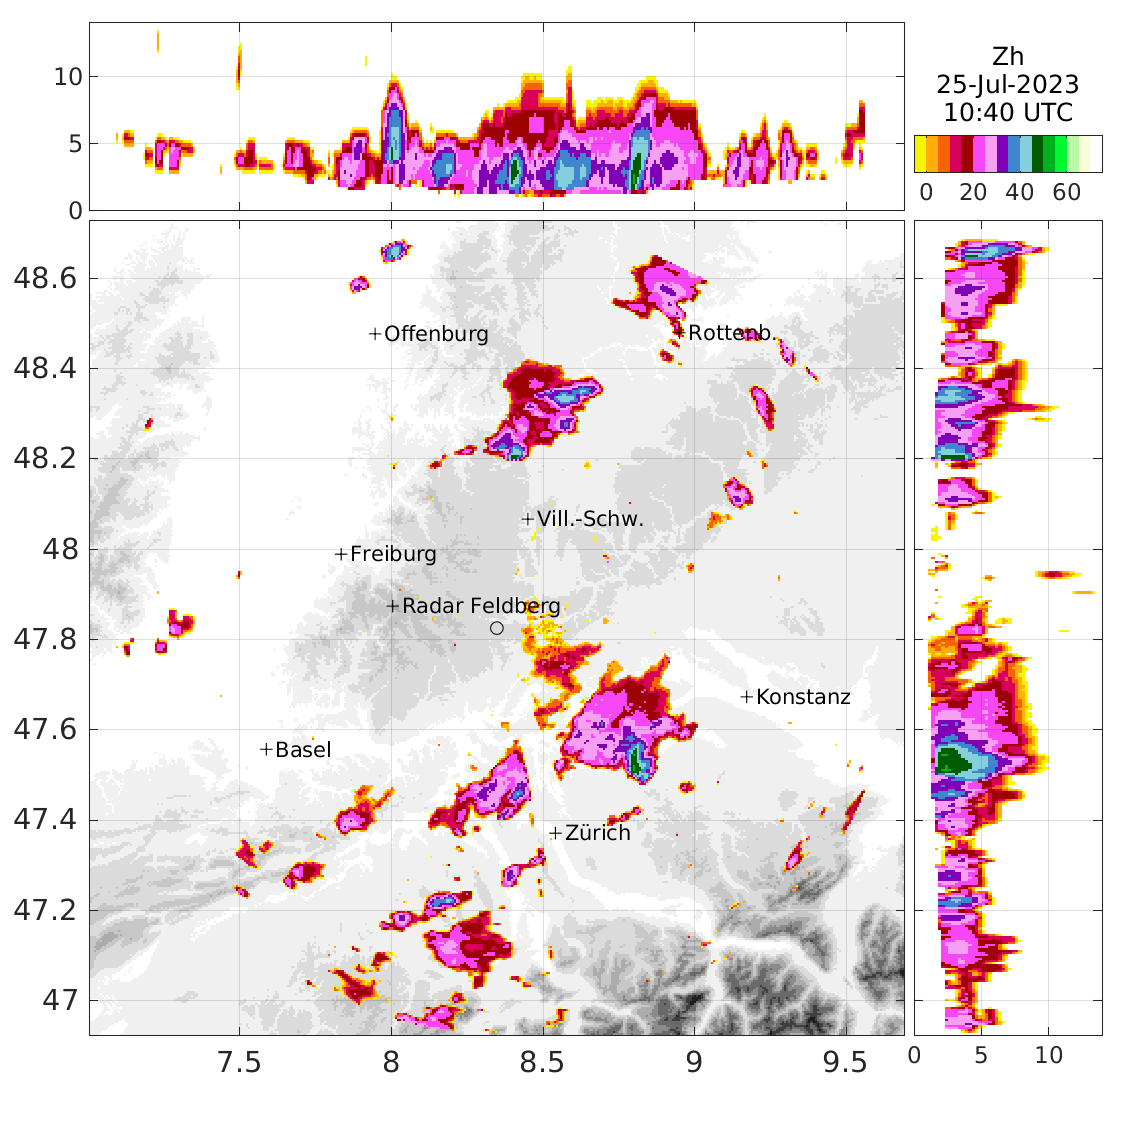 10
5
0
Zh
25-Jul-2023
10:40 UTC
0 20 40 60
48.6
48.4
48.2
48
47.8
47.6
47.4
47.2
47
Offenburg
Rottenb.
Vill.-Schw.
Freiburg
Radar Feldberg
Konstanz
Basel
Zürich
7.5 8 8.5 9 9.5
0 5 10